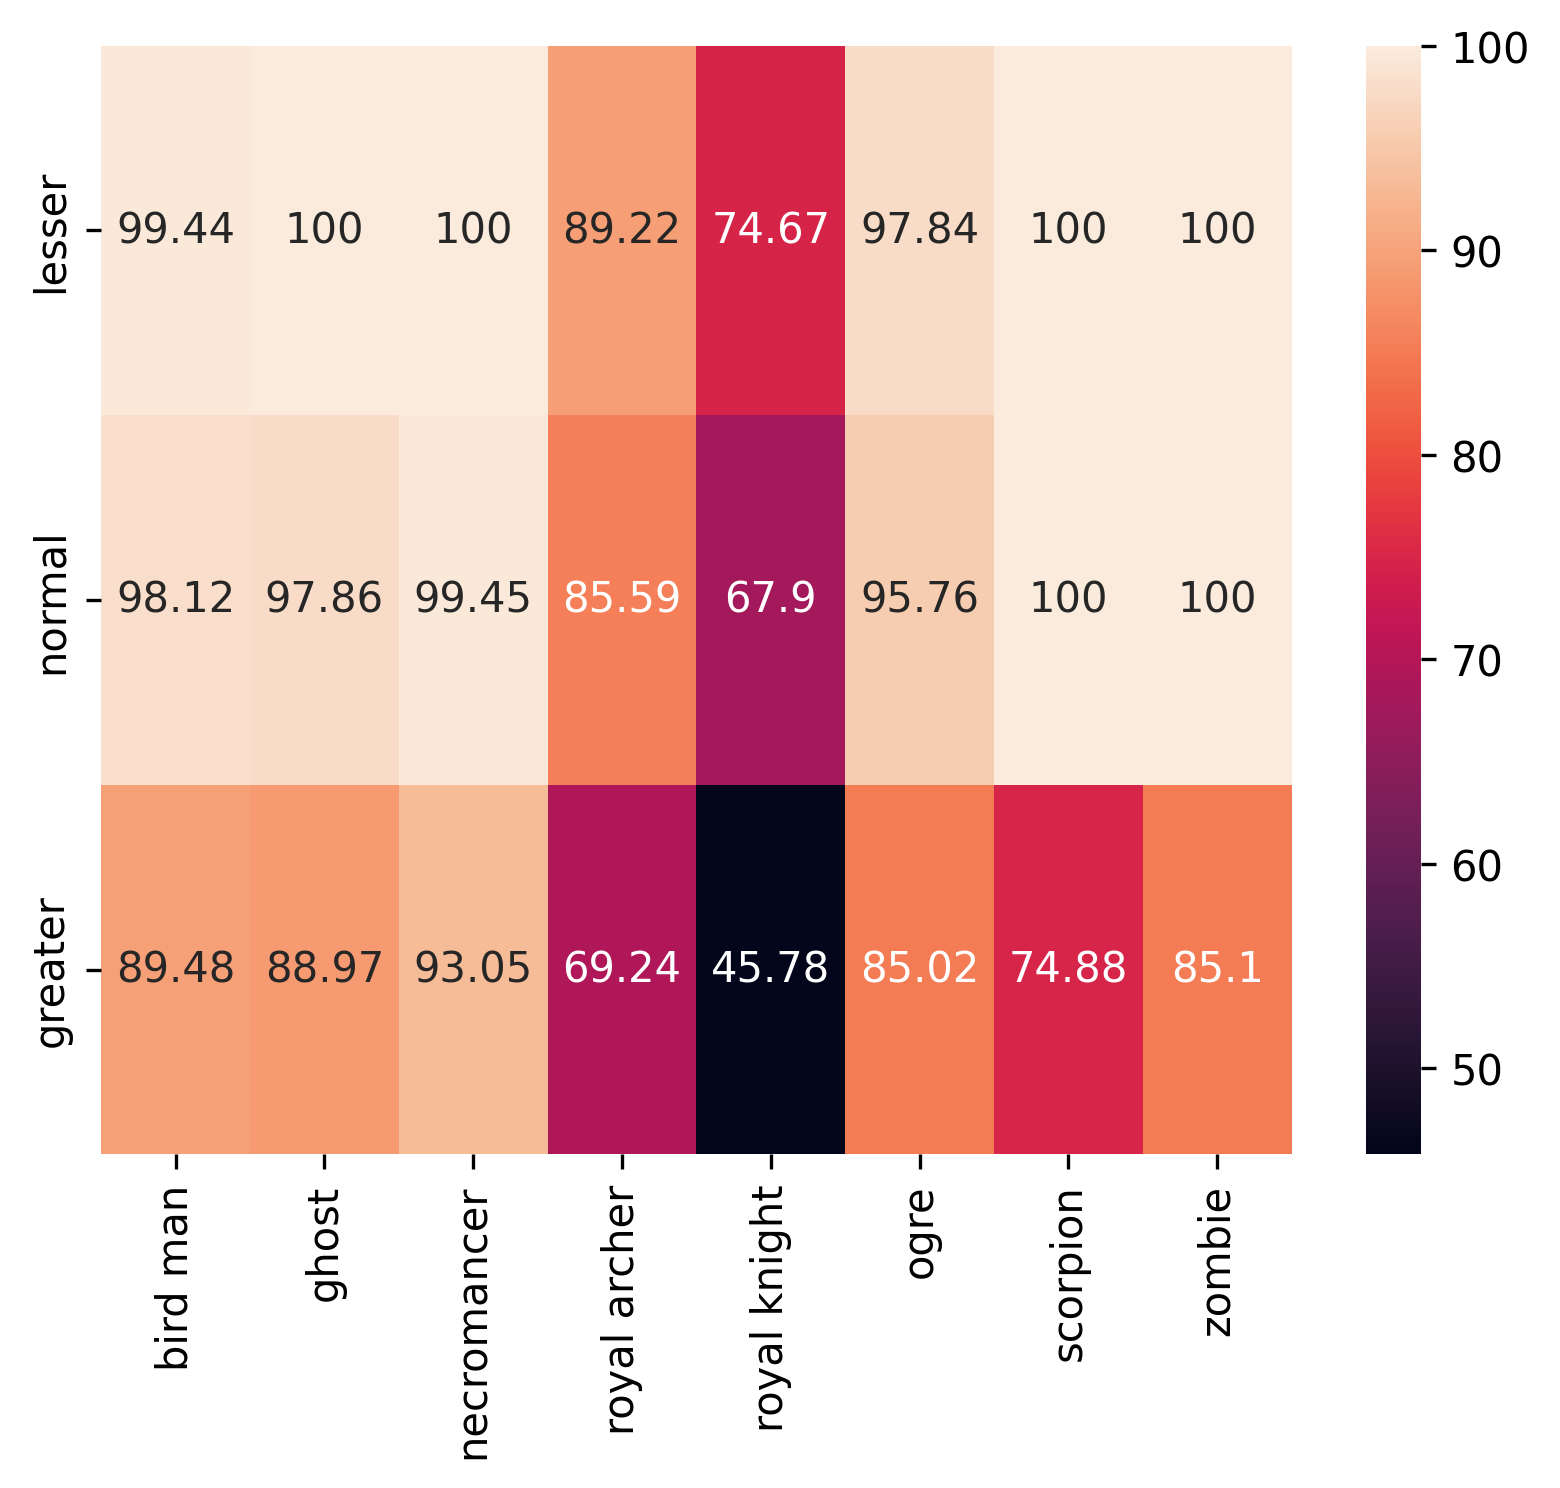 lesser 99.44 100 100 89.22 74.67 97.84 100 100
normal 98.12 97.86 99.45 85.59 67.9 95.76 100 100
greater 89.48 88.97 93.05 69.24 45.78 85.02 74.88 85.1
bird man
ghost
necromancer
royal archer
royal knight
ogre
scorpion
zombie
100
90
80
70
60
50